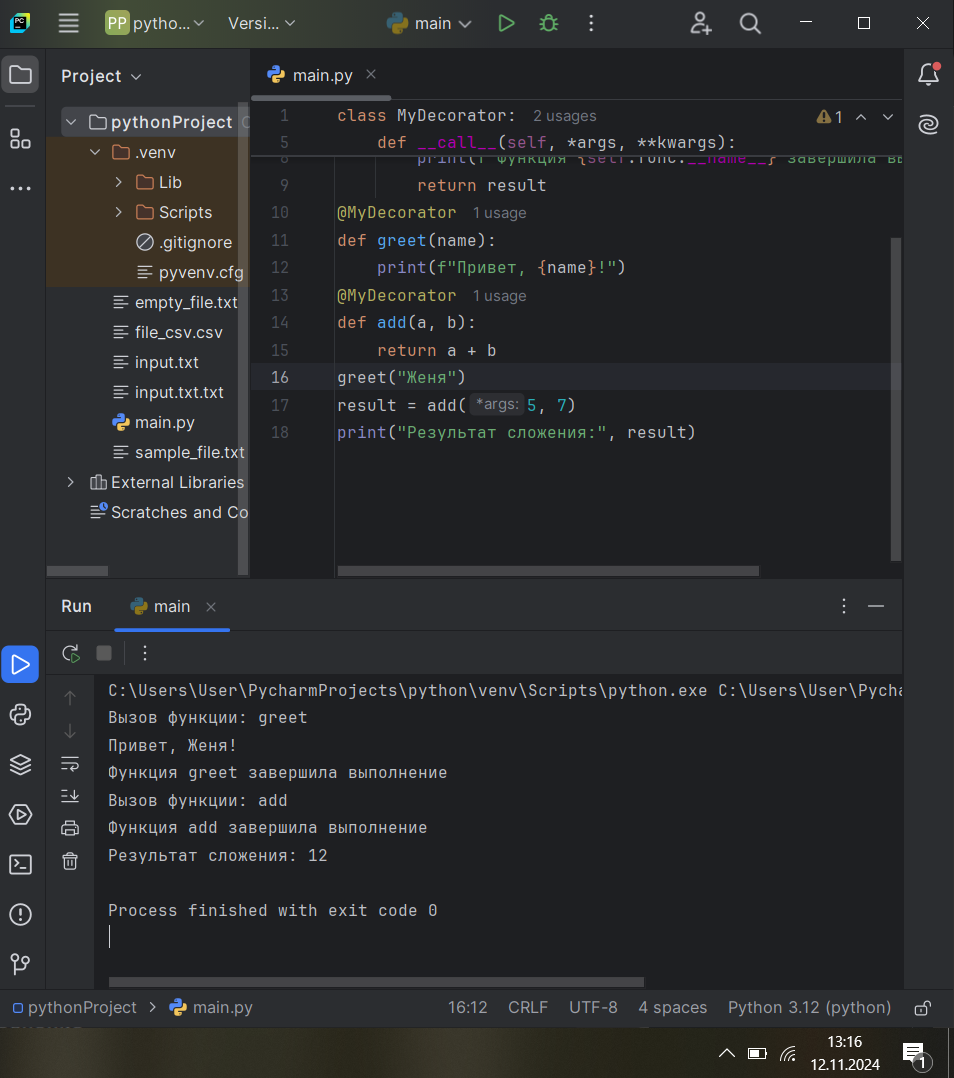 PC
PP pytho...
Versi...
main
Project
main.py
pythonProject
.venv
Lib
Scripts
.gitignore
pyvenv.cfg
empty_file.txt
file_csv.csv
input.txt
input.txt.txt
main.py
sample_file.txt
External Libraries
Scratches and Co
1 class MyDecorator: 2 usages
1
5 def __call__(self, *args, **kwargs):
8 print(f"Функция {self.func.__name__} завершила вы
9 return result
10 @MyDecorator 1 usage
11 def greet(name):
12 print(f"Привет, {name}!")
13 @MyDecorator 1 usage
14 def add(a, b):
15 return a + b
16 greet("Женя")
17 result = add( *args: 5, 7)
18 print("Результат сложения:", result)
Run
main
C:\Users\User\PycharmProjects\python\venv\Scripts\python.exe C:\Users\User\Pycha
Вызов функции: greet
Привет, Женя!
Функция greet завершила выполнение
Вызов функции: add
Функция add завершила выполнение
Результат сложения: 12
Process finished with exit code 0
pythonProject > main.py
16:12 CRLF UTF-8 4 spaces Python 3.12 (python)
13:16
12.11.2024
1